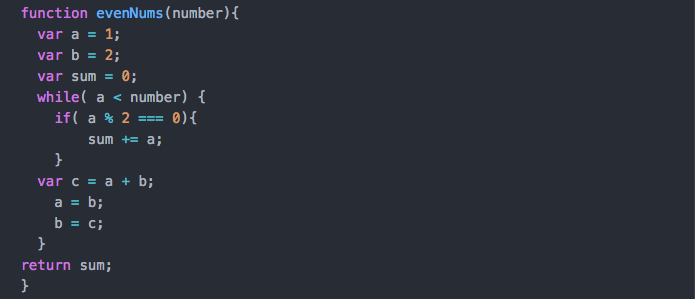 function evenNums(number){
  var a = 1;
  var b = 2;
  var sum = 0;
  while( a < number) {
    if( a % 2 === 0){
        sum += a;
    }
  var c = a + b;
    a = b;
    b = c;
  }
return sum;
}